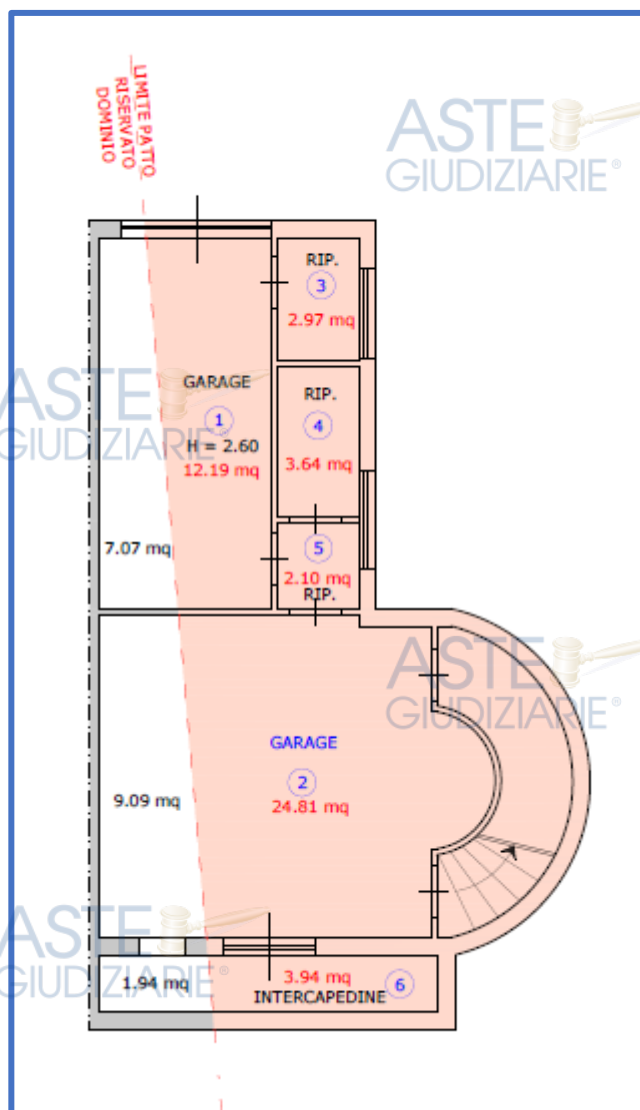 LIMITE PATTO
RISERVATO
DOMINIO
ASTE
GIUDIZIARIE®
RIP.
3
2.97 mq
GARAGE
1
H = 2.60
12.19 mq
ASTE
GIUDIZIARIE®
RIP.
4
3.64 mq
7.07 mq
5
2.10 mq
RIP.
ASTE
GIUDIZIARIE®
GARAGE
2
24.81 mq
9.09 mq
ASTE
GIUDIZIARIE®
1.94 mq
3.94 mq
6
INTERCAPEDINE